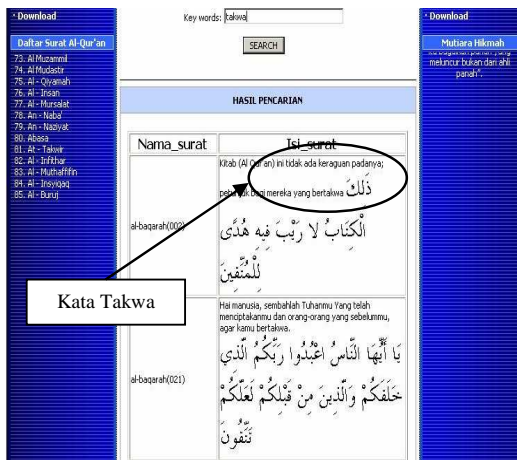 · Download
Daftar Surat Al-Qur'an
73. Al Muzammil
74. Al Mudastir
75. Al - Qiyamah
76. Al - Insan
77. Al - Mursalat
78. An - Naba'
79. An - Naziyat
80. Abasa
81. At - Takwir
82. Al - Infithar
83. Al - Muthaffifin
84. Al - Insyiqaq
85. Al - Buruj
Key words: takwa
SEARCH
HASIL PENCARIAN
Nama_surat Isi_surat
al-baqarah(002)
Kitab (Al Qur'an) ini tidak ada keraguan padanya;
petunjuk bagi mereka yang bertakwa ذَلِكَ
الْكِتَابُ لا رَيْبَ فِيهِ هُدًى
لِلْمُتَّقِينَ
Kata Takwa
al-baqarah(021)
Hai manusia, sembahlah Tuhanmu Yang telah
menciptakanmu dan orang-orang yang sebelummu,
agar kamu bertakwa.
يَا أَيُّهَا النَّاسُ اعْبُدُوا رَبَّكُمُ الَّذِي
خَلَقَكُمْ وَالَّذِينَ مِنْ قَبْلِكُمْ لَعَلَّكُمْ
تَتَّقُونَ
· Download
Mutiara Hikmah
meluncur bukan dari ahli
panah".